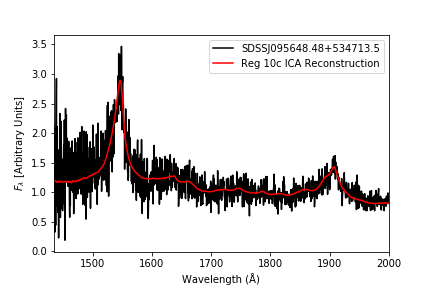 SDSSJ095648.48+534713.5
Reg 10c ICA Reconstruction
3.5
3.0
2.5
2.0
1.5
1.0
0.5
0.0
Fλ [Arbitrary Units]
1500 1600 1700 1800 1900 2000
Wavelength (Å)